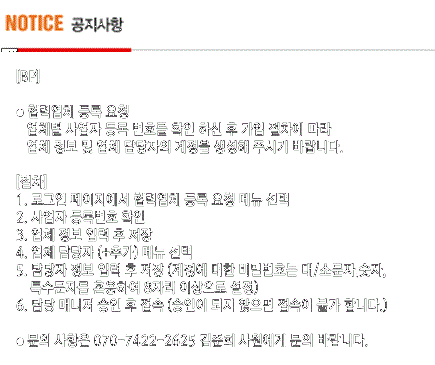 NOTICE 공지사항
[BP]
○ 협력업체 등록 요청
업체별 사업자 등록 번호를 확인 하신 후 가입 절차에 따라
업체 정보 및 업체 담당자의 계정을 생성해 주시기 바랍니다.
[절차]
1. 로그인 페이지에서 협력업체 등록 요청 메뉴 선택
2. 사업자 등록번호 확인
3. 업체 정보 입력 후 저장
4. 업체 담당자 (+추가) 메뉴 선택
5. 담당자 정보 입력 후 저장 (계정에 대한 비밀번호는 대/소문자,숫자,
특수문자를 혼용하여 8자리 이상으로 설정)
6. 담당 매니저 승인 후 접속 (승인이 되지 않으면 접속이 불가 합니다.)
○ 문의 사항은 070-7422-2625 김준희 사원에게 문의 바랍니다.